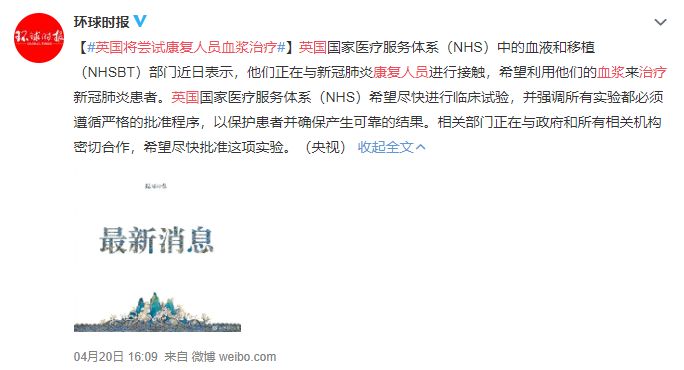 环球时报
环球时报
GLOBAL TIMES
【#英国将尝试康复人员血浆治疗#】英国国家医疗服务体系（NHS）中的血液和移植
（NHSBT）部门近日表示，他们正在与新冠肺炎康复人员进行接触，希望利用他们的血浆来治疗
新冠肺炎患者。英国国家医疗服务体系（NHS）希望尽快进行临床试验，并强调所有实验都必须
遵循严格的批准程序，以保护患者并确保产生可靠的结果。相关部门正在与政府和所有相关机构
密切合作，希望尽快批准这项实验。（央视） 收起全文
环球时报
最新消息
04月20日 16:09 来自 微博 weibo.com